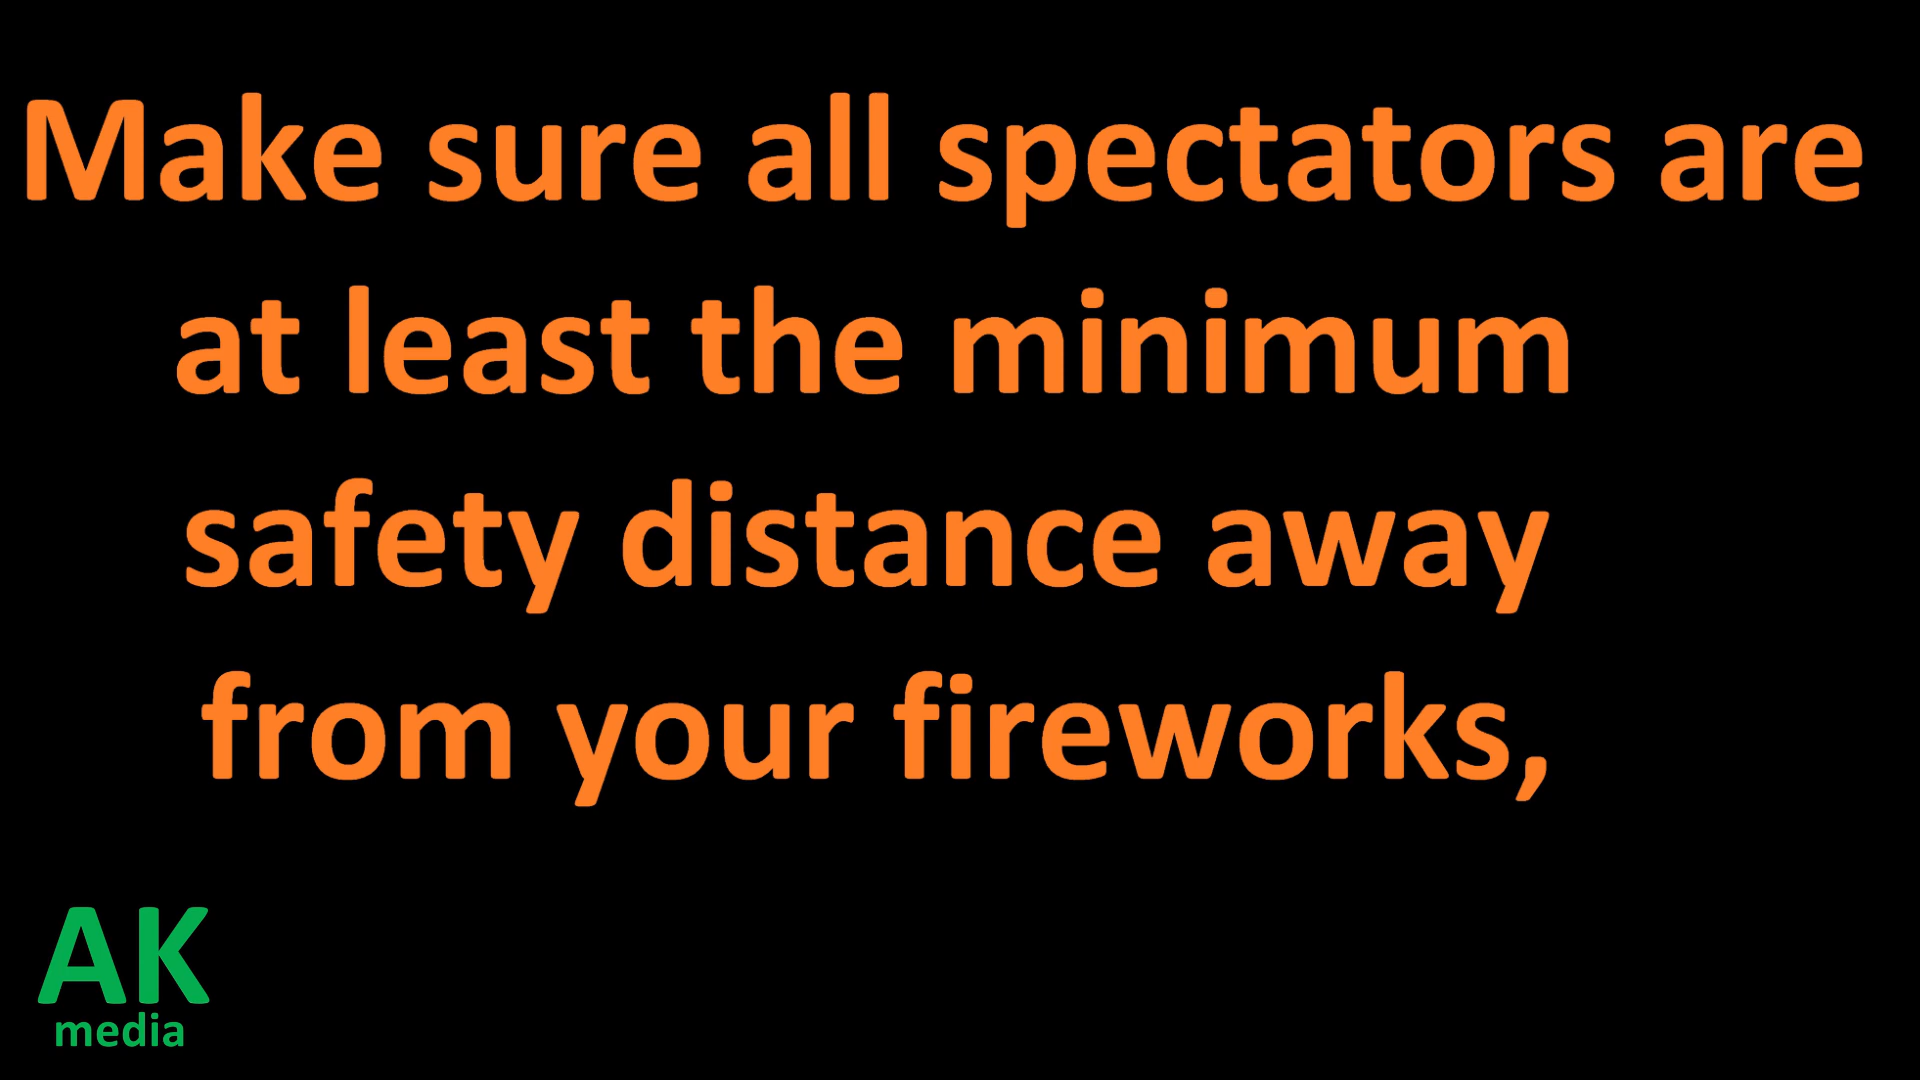 Make sure all spectators are
at least the minimum
safety distance away
from your fireworks,
AK
media